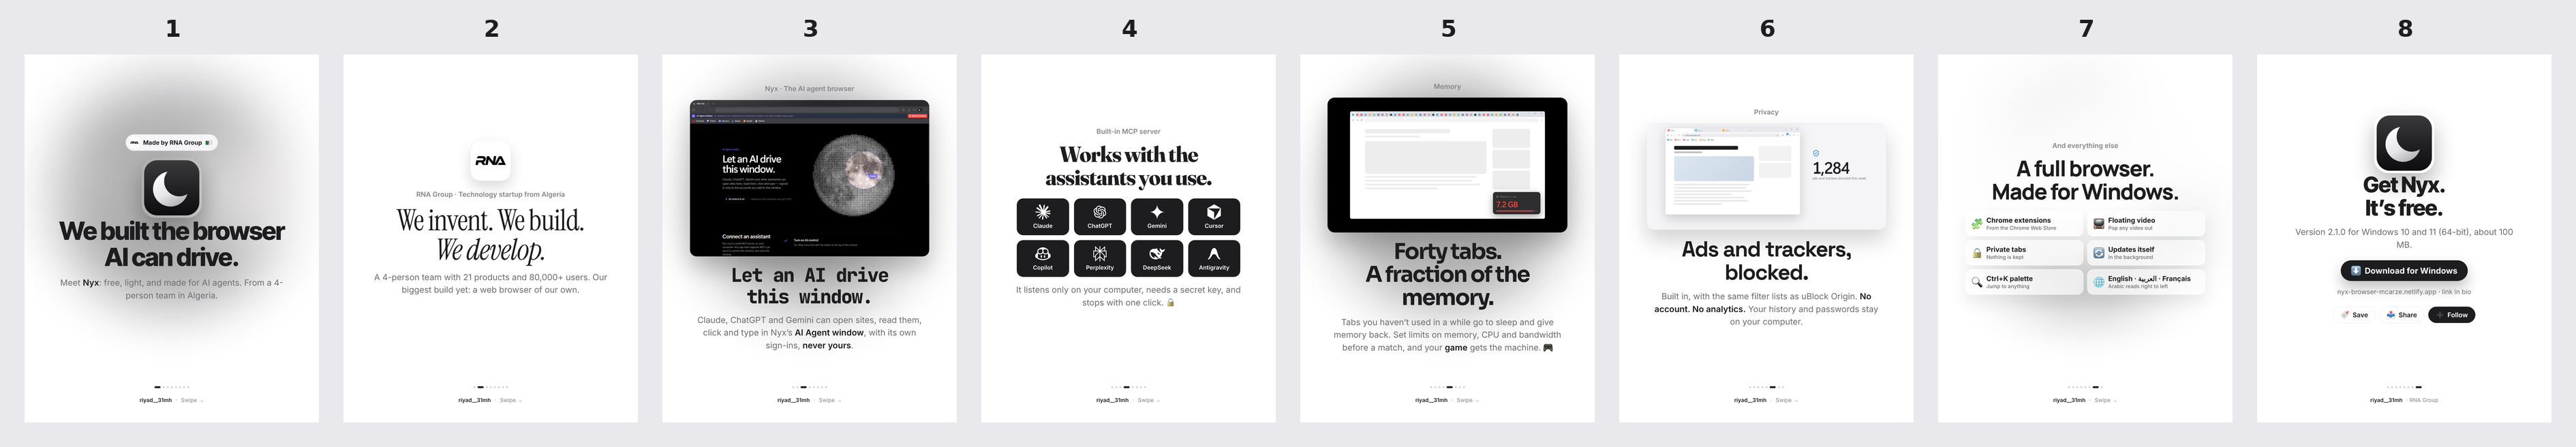 1
RNA Made by RNA Group
We built the browser
AI can drive.
Meet Nyx: free, light, and made for AI agents. From a 4-
person team in Algeria.
riyad__31mh · Swipe →
2
RNA
RNA Group · Technology startup from Algeria
We invent. We build.
We develop.
A 4-person team with 21 products and 80,000+ users. Our
biggest build yet: a web browser of our own.
riyad__31mh · Swipe →
3
Nyx · The AI agent browser
Let an AI drive
this window.
Connect an assistant
Let an AI drive
this window.
Claude, ChatGPT and Gemini can open sites, read them,
click and type in Nyx’s AI Agent window, with its own
sign-ins, never yours.
riyad__31mh · Swipe →
4
Built-in MCP server
Works with the
assistants you use.
Claude
ChatGPT
Gemini
Cursor
Copilot
Perplexity
DeepSeek
Antigravity
It listens only on your computer, needs a secret key, and
stops with one click. 🔒
riyad__31mh · Swipe →
5
Memory
7.2 GB
Forty tabs.
A fraction of the
memory.
Tabs you haven’t used in a while go to sleep and give
memory back. Set limits on memory, CPU and bandwidth
before a match, and your game gets the machine. 🎮
riyad__31mh · Swipe →
6
Privacy
1,284
ads and trackers blocked this week
Ads and trackers,
blocked.
Built in, with the same filter lists as uBlock Origin. No
account. No analytics. Your history and passwords stay
on your computer.
riyad__31mh · Swipe →
7
And everything else
A full browser.
Made for Windows.
Chrome extensions
From the Chrome Web Store
Floating video
Pop any video out
Private tabs
Nothing is kept
Updates itself
In the background
Ctrl+K palette
Jump to anything
English · العربية · Français
Arabic reads right to left
riyad__31mh · Swipe →
8
Get Nyx.
It’s free.
Version 2.1.0 for Windows 10 and 11 (64-bit), about 100
MB.
Download for Windows
nyx-browser-mcarze.netlify.app · link in bio
Save
Share
Follow
riyad__31mh · RNA Group